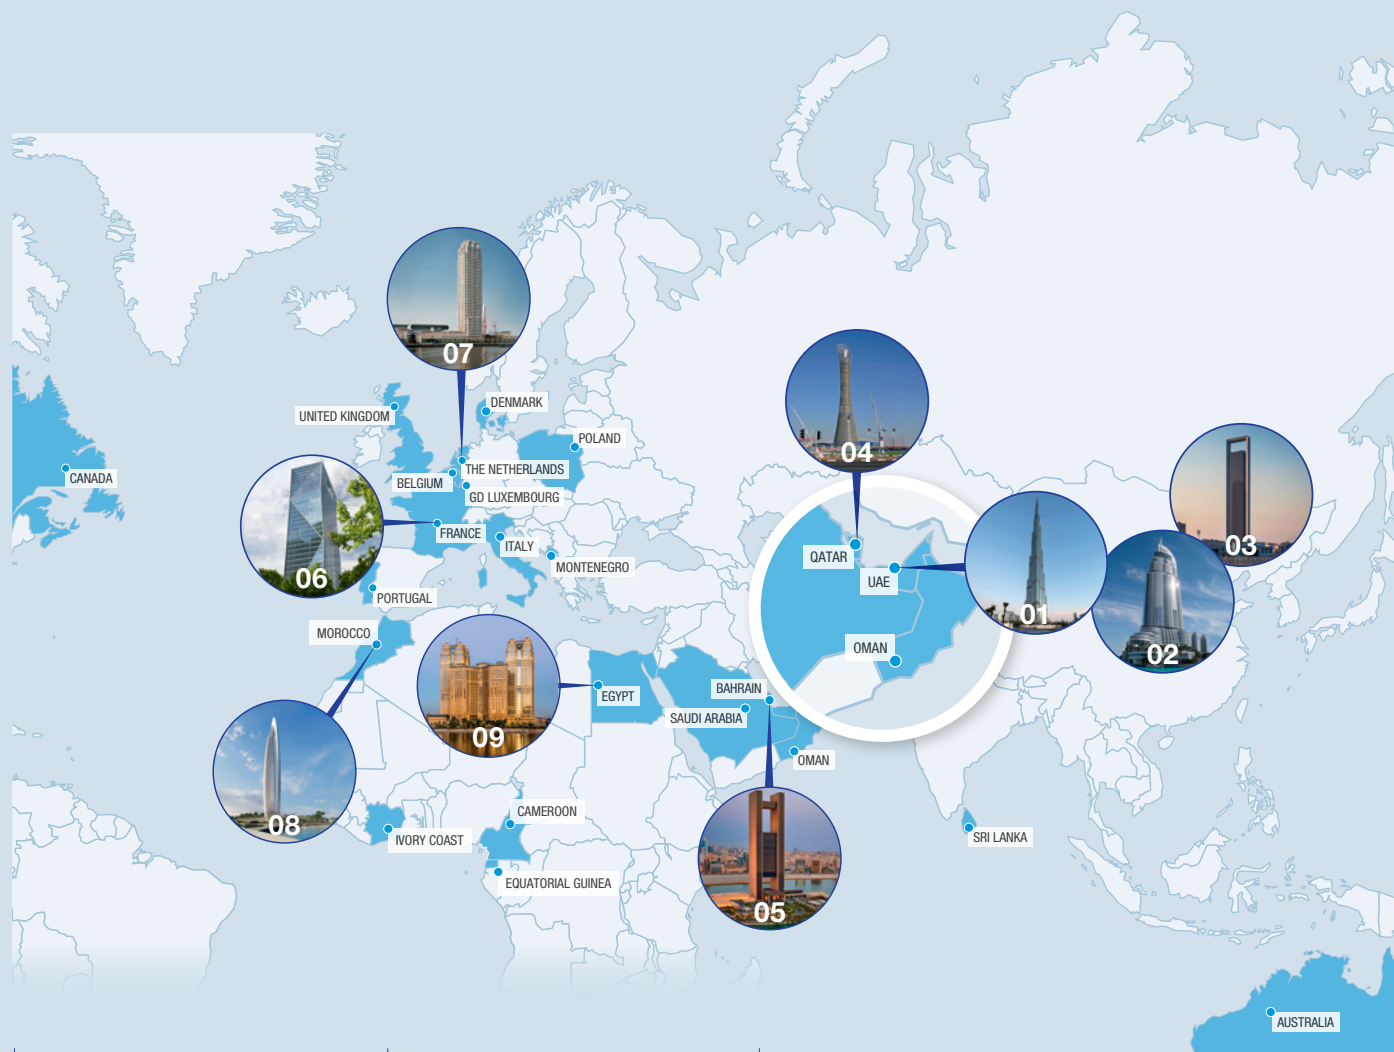 07
04
DENMARK
UNITED KINGDOM
POLAND
03
THE NETHERLANDS
CANADA
BELGIUM
GD LUXEMBOURG
FRANCE
ITALY
QATAR
MONTENEGRO
UAE
06
PORTUGAL
01
MOROCCO
OMAN
02
BAHRAIN
EGYPT
SAUDI ARABIA
09
OMAN
CAMEROON
08
IVORY COAST
SRI LANKA
EQUATORIAL GUINEA
05
AUSTRALIA